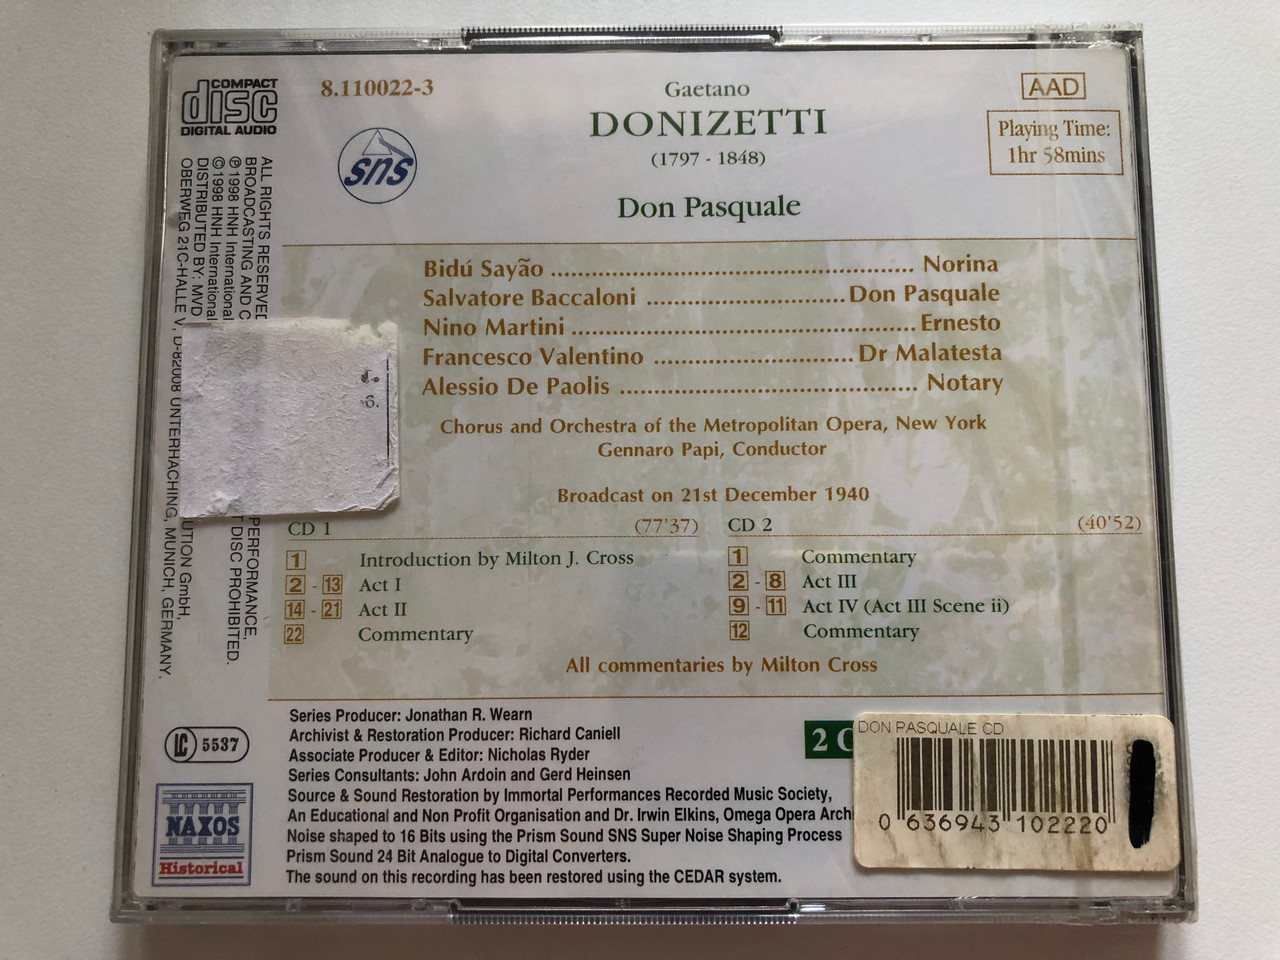 COMPACT
disc
DIGITAL AUDIO
8.110022-3
sns
Gaetano
DONIZETTI
(1797 - 1848)
Don Pasquale
AAD
Playing Time:
1hr 58mins
Bidú Sayão .......... Norina
Salvatore Baccaloni .......... Don Pasquale
Nino Martini .......... Ernesto
Francesco Valentino .......... Dr Malatesta
Alessio De Paolis .......... Notary
Chorus and Orchestra of the Metropolitan Opera, New York
Gennaro Papi, Conductor
Broadcast on 21st December 1940
CD 1 (77'37)
1 Introduction by Milton J. Cross
2 - 13 Act I
14 - 21 Act II
22 Commentary
CD 2 (40'52)
1 Commentary
2 - 8 Act III
9 - 11 Act IV (Act III Scene ii)
12 Commentary
All commentaries by Milton Cross
ALL RIGHTS RESERVED PERFORMANCE,
BROADCASTING AND DISC PROHIBITED.
℗ 1998 HNH International
© 1998 HNH International
DISTRIBUTED BY: MVD GmbH,
OBERWEG 21C-HALLE V, D-82008 UNTERHACHING, MUNICH, GERMANY.
LC 5537
NAXOS
Historical
Series Producer: Jonathan R. Wearn
Archivist & Restoration Producer: Richard Caniell
Associate Producer & Editor: Nicholas Ryder
Series Consultants: John Ardoin and Gerd Heinsen
Source & Sound Restoration by Immortal Performances Recorded Music Society,
An Educational and Non Profit Organisation and Dr. Irwin Elkins, Omega Opera Archi
Noise shaped to 16 Bits using the Prism Sound SNS Super Noise Shaping Process
Prism Sound 24 Bit Analogue to Digital Converters.
The sound on this recording has been restored using the CEDAR system.
2 C
DON PASQUALE CD
0 636943 102220